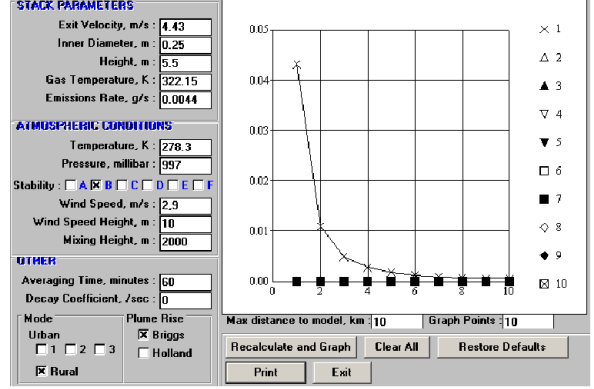 STACK PARAMETERS
Exit Velocity, m/s : 4.43
Inner Diameter, m : 0.25
Height, m : 5.5
Gas Temperature, K : 322.15
Emissions Rate, g/s : 0.0044
ATMOSPHERIC CONDITIONS
Temperature, K : 278.3
Pressure, millibar : 997
Stability : A B C D E F
Wind Speed, m/s : 2,9
Wind Speed Height, m : 10
Mixing Height, m : 2000
OTHER
Averaging Time, minutes : 60
Decay Coefficient, /sec : 0
Mode
Urban
1 2 3
Rural
Plume Rise
Briggs
Holland
0.05
0.04
0.03
0.02
0.01
0.00
0 2 4 6 8 10
1
2
3
4
5
6
7
8
9
10
Max distance to model, km : 10 Graph Points : 10
Recalculate and Graph Clear All Restore Defaults
Print Exit